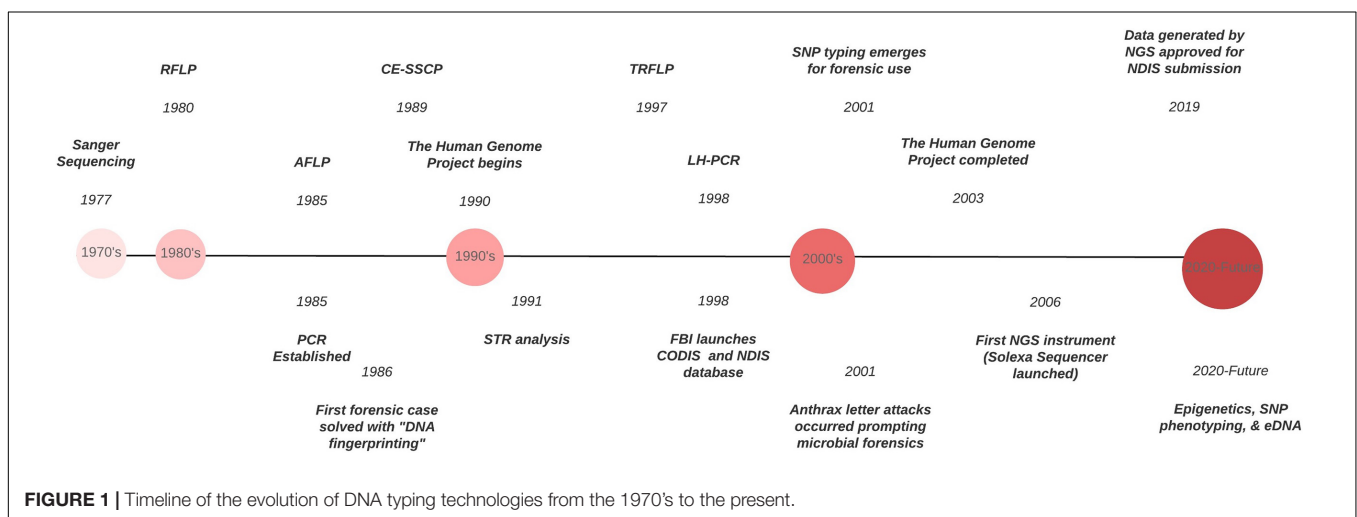 RFLP
1980
CE-SSCP
1989
TRFLP
1997
SNP typing emerges
for forensic use
2001
Data generated by
NGS approved for
NDIS submission
2019
Sanger
Sequencing
1977
AFLP
1985
The Human Genome
Project begins
1990
LH-PCR
1998
The Human Genome
Project completed
2003
1970's
1980's
1990's
2000's
2020-Future
1985
PCR
Established
1986
First forensic case
solved with "DNA
fingerprinting"
1991
STR analysis
1998
FBI launches
CODIS and NDIS
database
2001
Anthrax letter attacks
occurred prompting
microbial forensics
2006
First NGS instrument
(Solexa Sequencer
launched)
2020-Future
Epigenetics, SNP
phenotyping, & eDNA
FIGURE 1 | Timeline of the evolution of DNA typing technologies from the 1970's to the present.